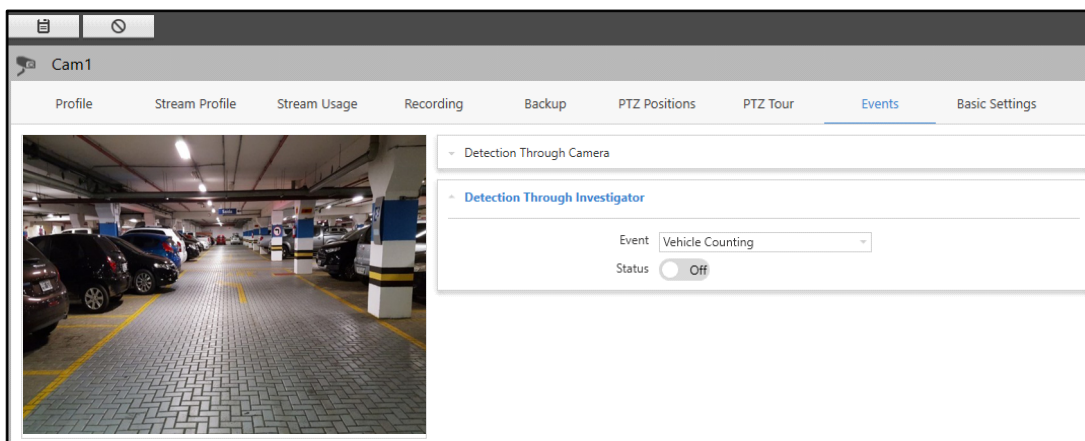 Cam1
Profile Stream Profile Stream Usage Recording Backup PTZ Positions PTZ Tour Events Basic Settings
Detection Through Camera
Detection Through Investigator
Event Vehicle Counting
Status Off